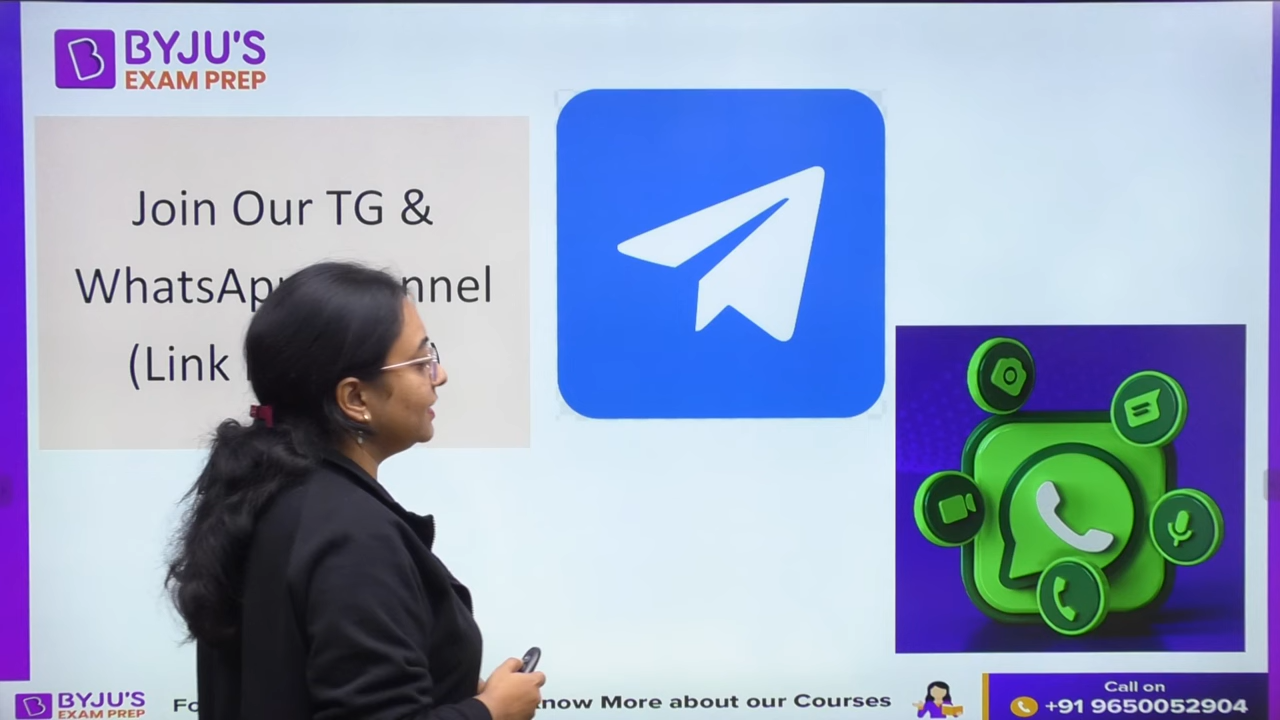 BYJU'S
EXAM PREP
Join Our TG &
WhatsAp nnel
(Link
BYJU'S
EXAM PREP
Fo now More about our Courses
Call on
+91 9650052904